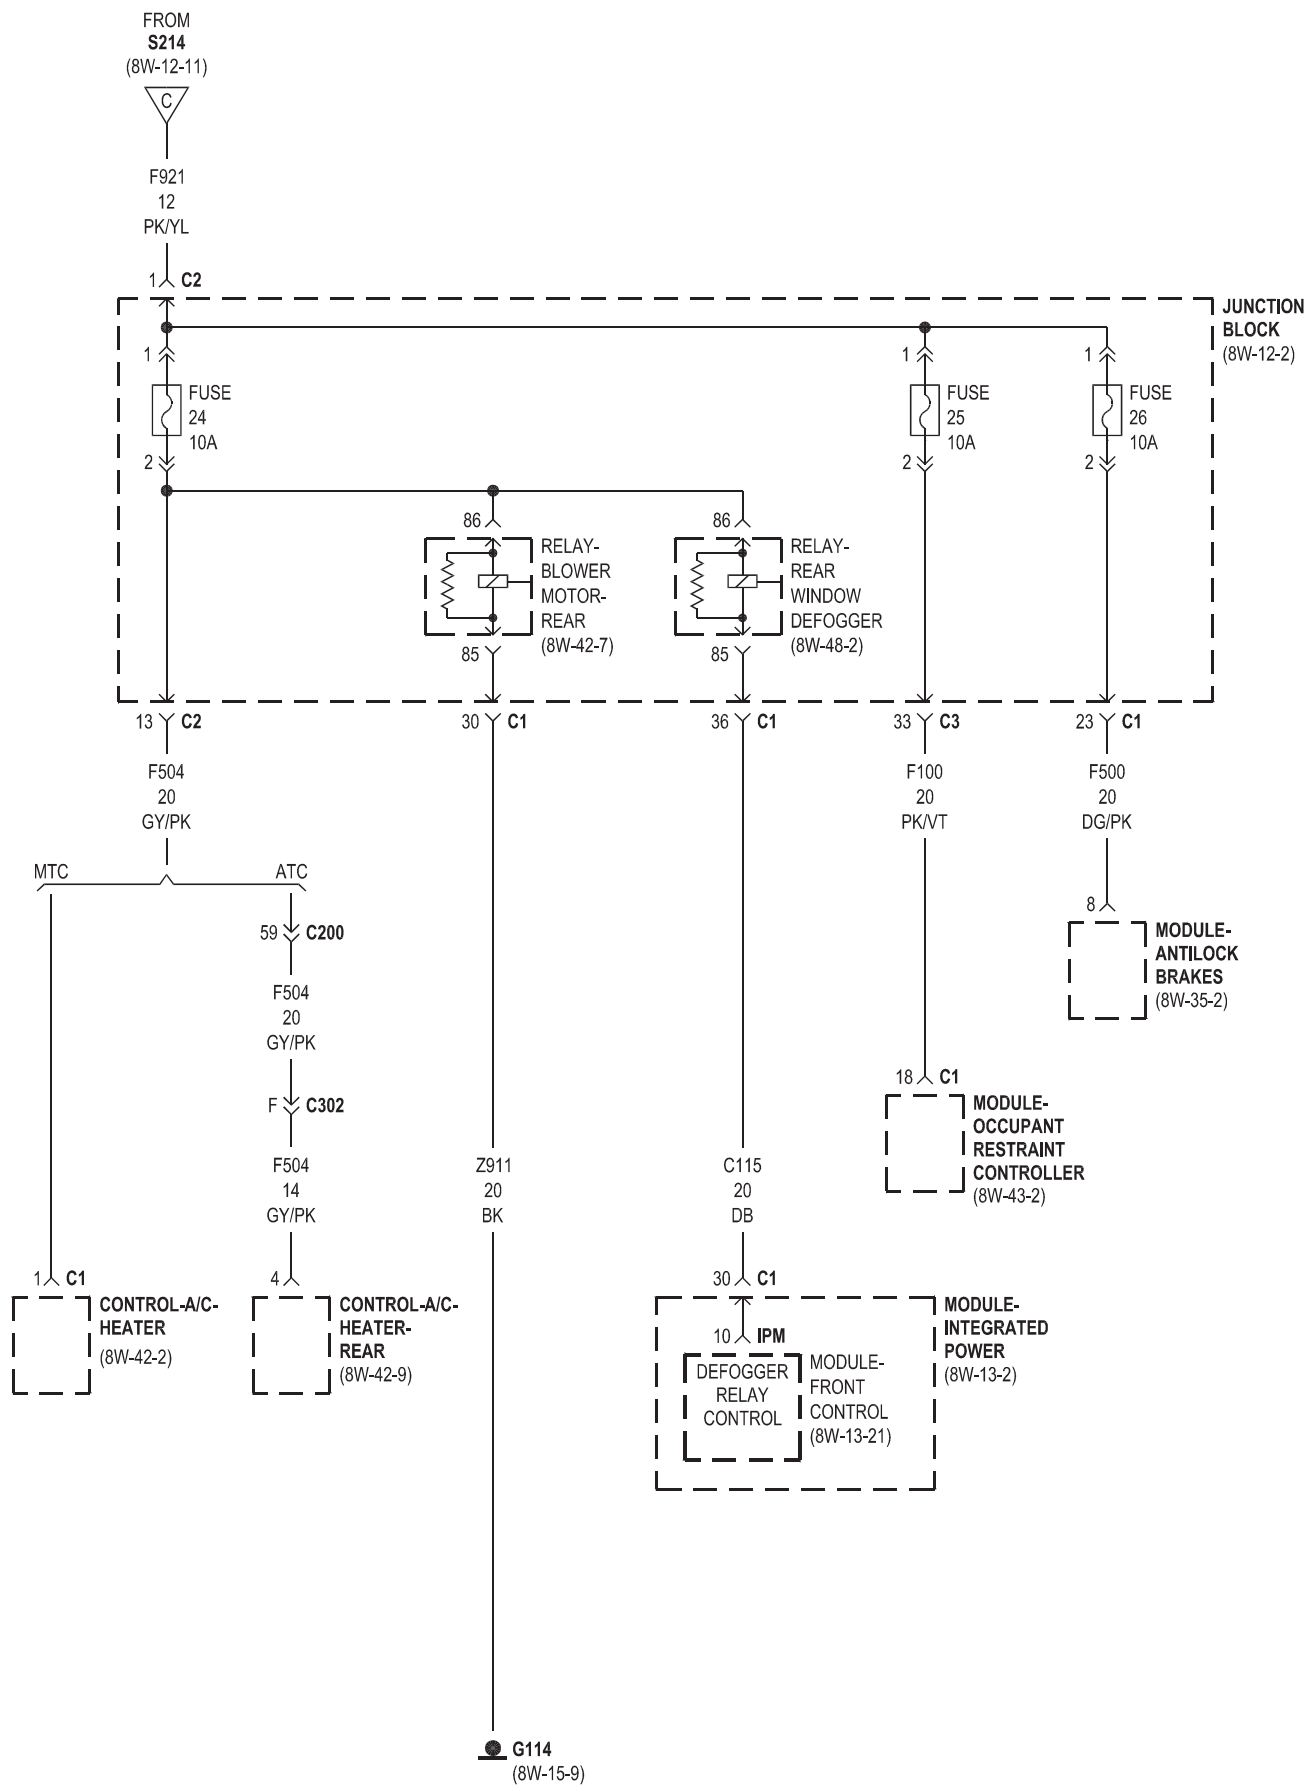 FROM
S214
(8W-12-11)
C
F921
12
PK/YL
1 C2
JUNCTION
BLOCK
(8W-12-2)
1
FUSE
24
10A
2
1
FUSE
25
10A
2
1
FUSE
26
10A
2
86
RELAY-
BLOWER
MOTOR-
REAR
(8W-42-7)
85
86
RELAY-
REAR
WINDOW
DEFOGGER
(8W-48-2)
85
13 C2
30 C1
36 C1
33 C3
23 C1
F504
20
GY/PK
F100
20
PK/VT
F500
20
DG/PK
MTC
ATC
59 C200
F504
20
GY/PK
F C302
F504
14
GY/PK
8
MODULE-
ANTILOCK
BRAKES
(8W-35-2)
18 C1
MODULE-
OCCUPANT
RESTRAINT
CONTROLLER
(8W-43-2)
Z911
20
BK
C115
20
DB
1 C1
CONTROL-A/C-
HEATER
(8W-42-2)
4
CONTROL-A/C-
HEATER-
REAR
(8W-42-9)
30 C1
MODULE-
INTEGRATED
POWER
(8W-13-2)
10 IPM
DEFOGGER
RELAY
CONTROL
MODULE-
FRONT
CONTROL
(8W-13-21)
G114
(8W-15-9)